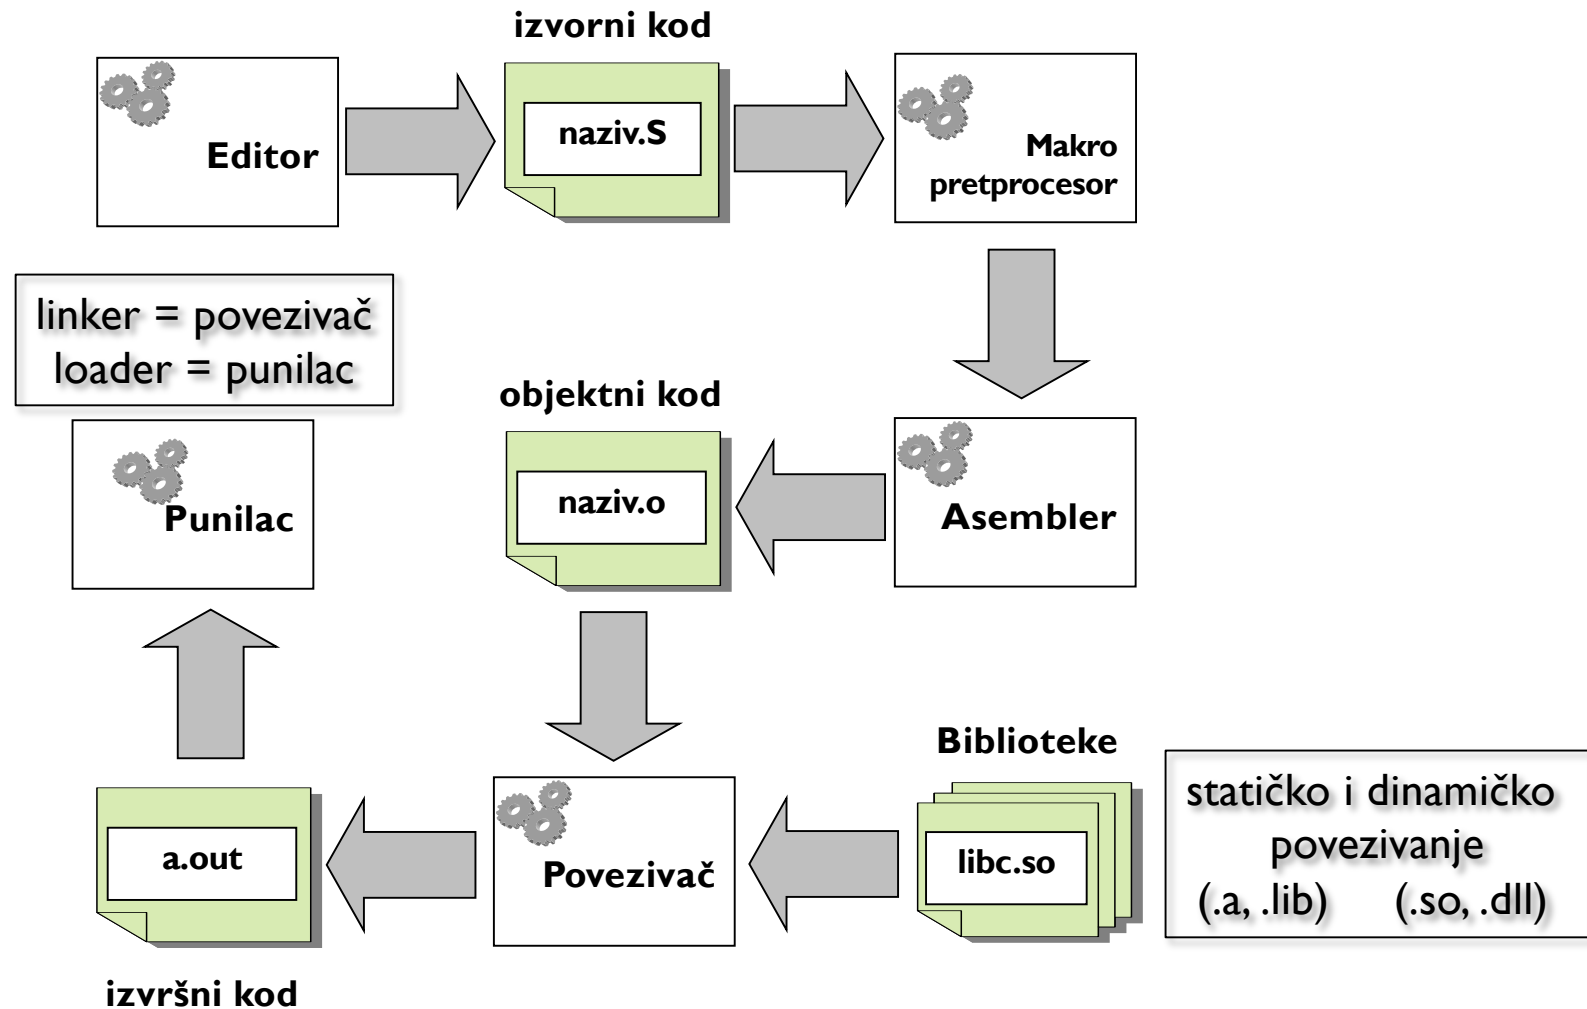 izvorni kod
Editor
naziv.S
Makro
pretprocesor
linker = povezivač
loader = punilac
objektni kod
Punilac
naziv.o
Asembler
Biblioteke
a.out
Povezivač
libc.so
statičko i dinamičko
povezivanje
(.a, .lib) (.so, .dll)
izvršni kod